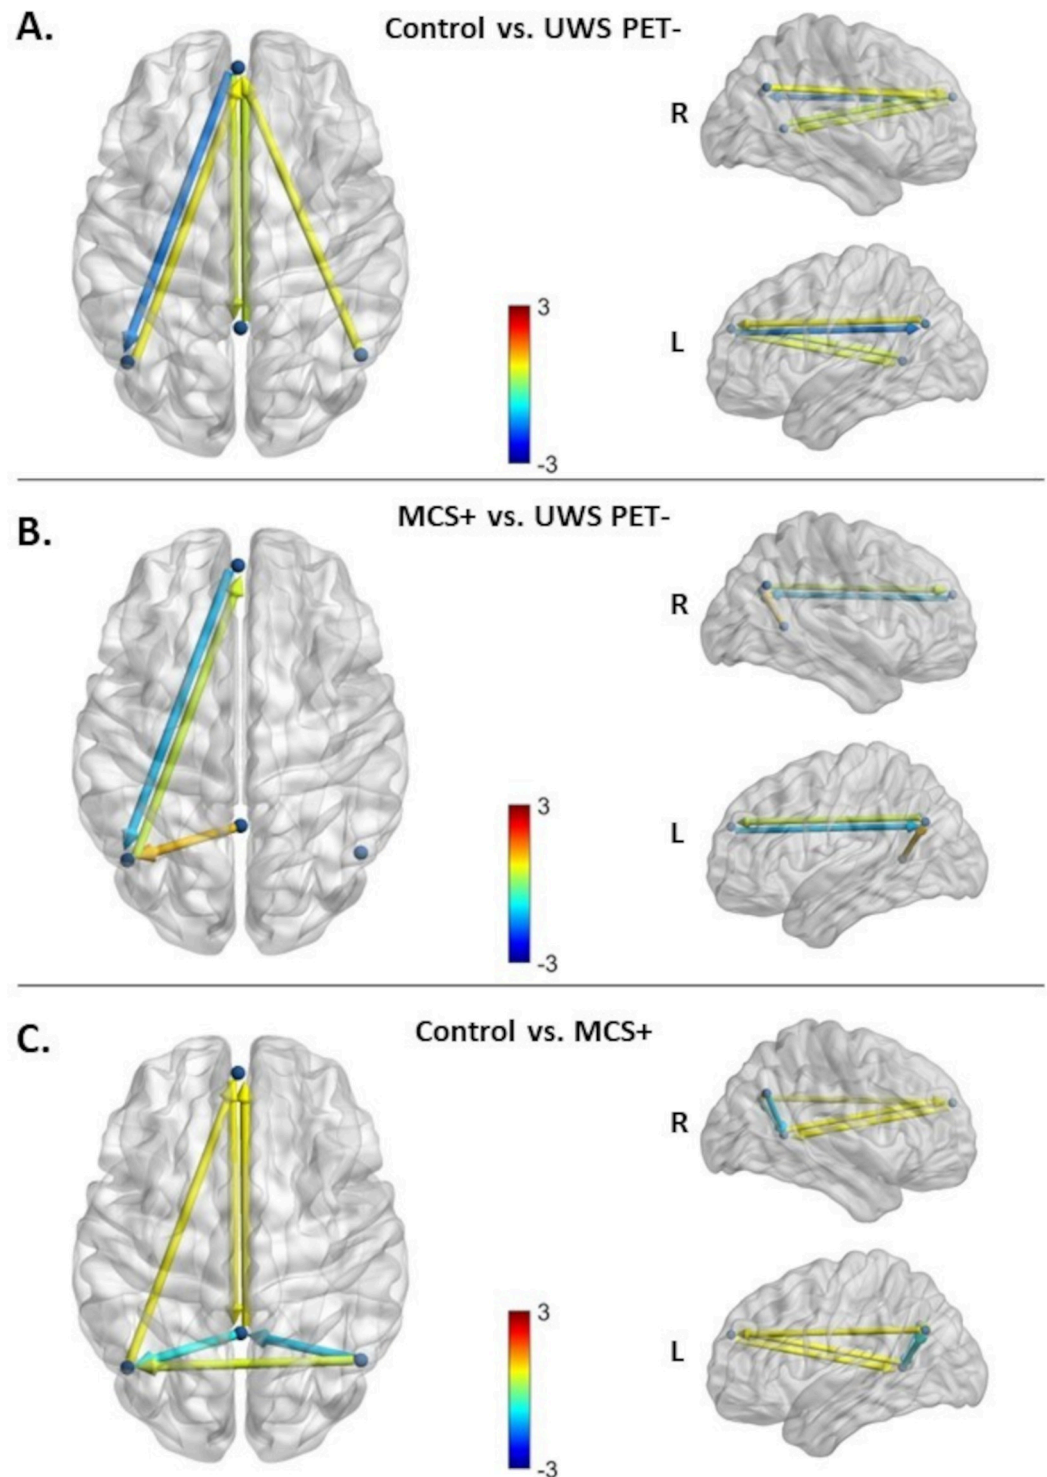 A.
Control vs. UWS PET-
R
L
3
-3
B.
MCS+ vs. UWS PET-
R
L
3
-3
C.
Control vs. MCS+
R
L
3
-3